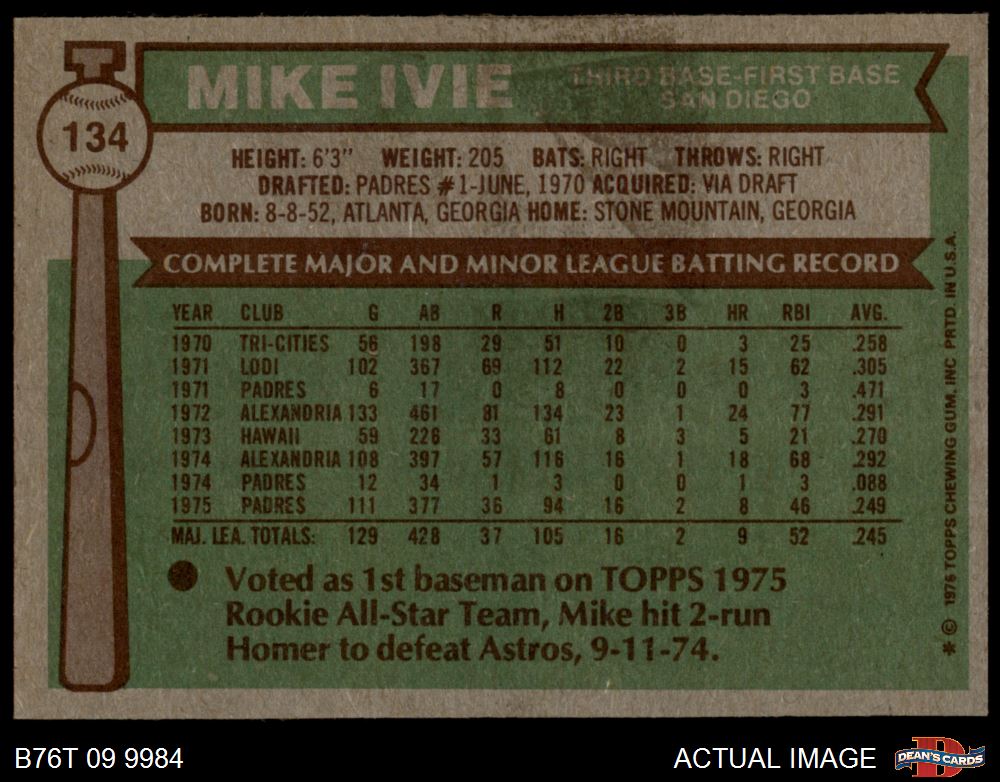 MIKE IVIE
THIRD BASE-FIRST BASE
SAN DIEGO
134
HEIGHT: 6'3" WEIGHT: 205 BATS: RIGHT THROWS: RIGHT
DRAFTED: PADRES #1-JUNE, 1970 ACQUIRED: VIA DRAFT
BORN: 8-8-52, ATLANTA, GEORGIA HOME: STONE MOUNTAIN, GEORGIA
COMPLETE MAJOR AND MINOR LEAGUE BATTING RECORD
YEAR CLUB G AB R H 2B 3B HR RBI AVG.
1970 TRI-CITIES 56 198 29 51 10 0 3 25 .258
1971 LODI 102 367 69 112 22 2 15 62 .305
1971 PADRES 6 17 0 8 0 0 0 3 .471
1972 ALEXANDRIA 133 461 81 134 23 1 24 77 .291
1973 HAWAII 59 226 33 61 8 3 5 21 .270
1974 ALEXANDRIA 108 397 57 116 16 1 18 68 .292
1974 PADRES 12 34 1 3 0 0 1 3 .088
1975 PADRES 111 377 36 94 16 2 8 46 .249
MAJ. LEA. TOTALS: 129 428 37 105 16 2 9 52 .245
Voted as 1st baseman on TOPPS 1975
Rookie All-Star Team, Mike hit 2-run
Homer to defeat Astros, 9-11-74.
* © 1976 TOPPS CHEWING GUM, INC PRTD. IN U.S.A.
B76T 09 9984
ACTUAL IMAGE
DEAN'S CARDS